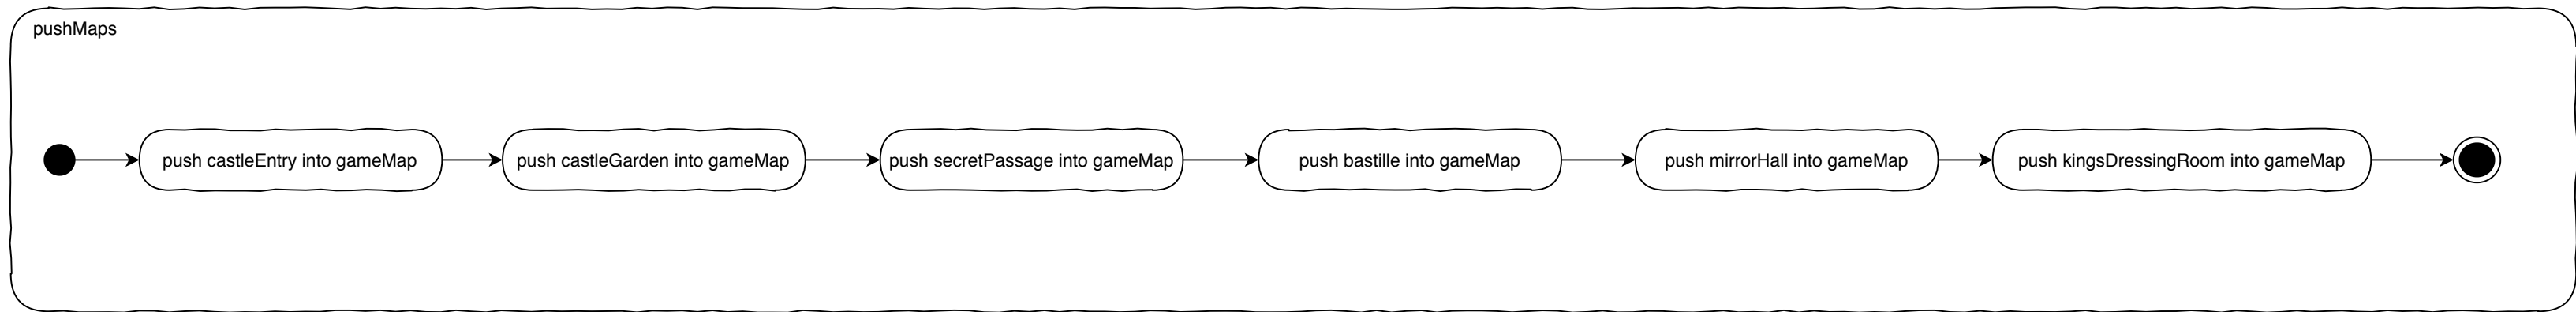 pushMaps
push castleEntry into gameMap
push castleGarden into gameMap
push secretPassage into gameMap
push bastille into gameMap
push mirrorHall into gameMap
push kingsDressingRoom into gameMap